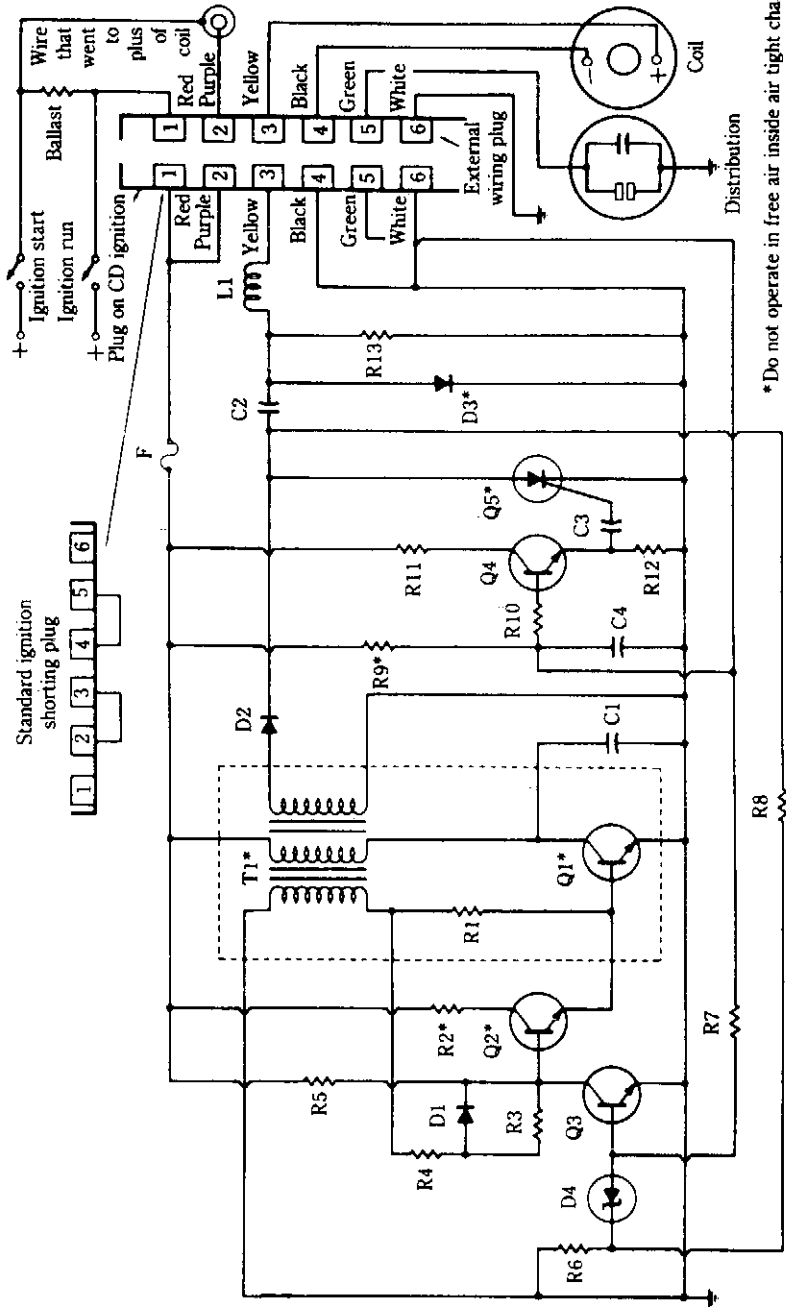 Standard ignition
shorting plug
1 2 3 4 5 6
+
Ignition start
Ignition run
+
Plug on CD ignition
Ballast
Wire
that
went
to
plus
of
coil
F
1
Red
Purple
2
3
Yellow
Black
4
Green
5
White
6
1
Red
Purple
2
3
Yellow
Black
4
Green
5
White
6
External
wiring plug
Coil
-
+
Distribution
L1
R13
C2
D3*
Q5*
C3
R11
Q4
R12
R10
R9*
C4
D2
C1
T1*
Q1*
R1
R2*
Q2*
R5
D1
R3
R4
Q3
D4
R6
R7
R8
*Do not operate in free air inside air tight cha